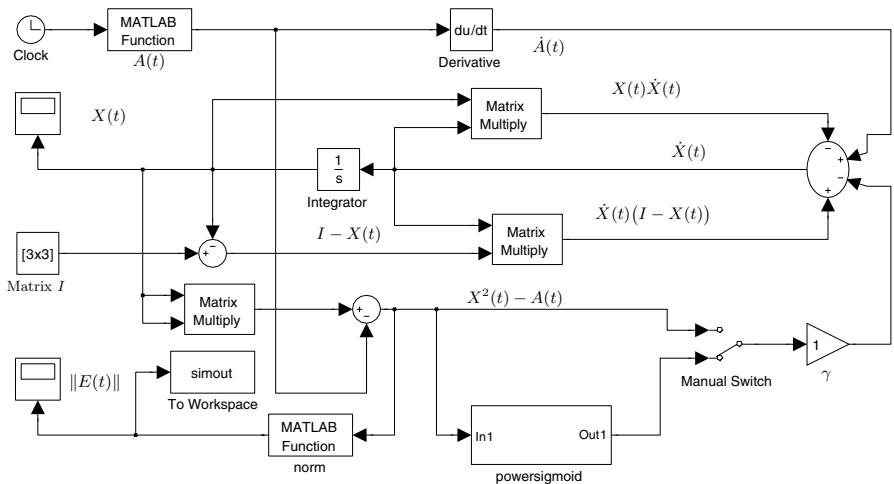 Clock
MATLAB
Function
A(t)
du/dt
Derivative
Ȧ(t)
X(t)
Matrix
Multiply
X(t)Ẋ(t)
−
+
−
+
Ẋ(t)
1
s
Integrator
[3x3]
Matrix I
−
+
I − X(t)
Matrix
Multiply
Ẋ(t)(I − X(t))
Matrix
Multiply
+
−
X²(t) − A(t)
Manual Switch
1
γ
‖E(t)‖
simout
To Workspace
MATLAB
Function
norm
In1
Out1
powersigmoid